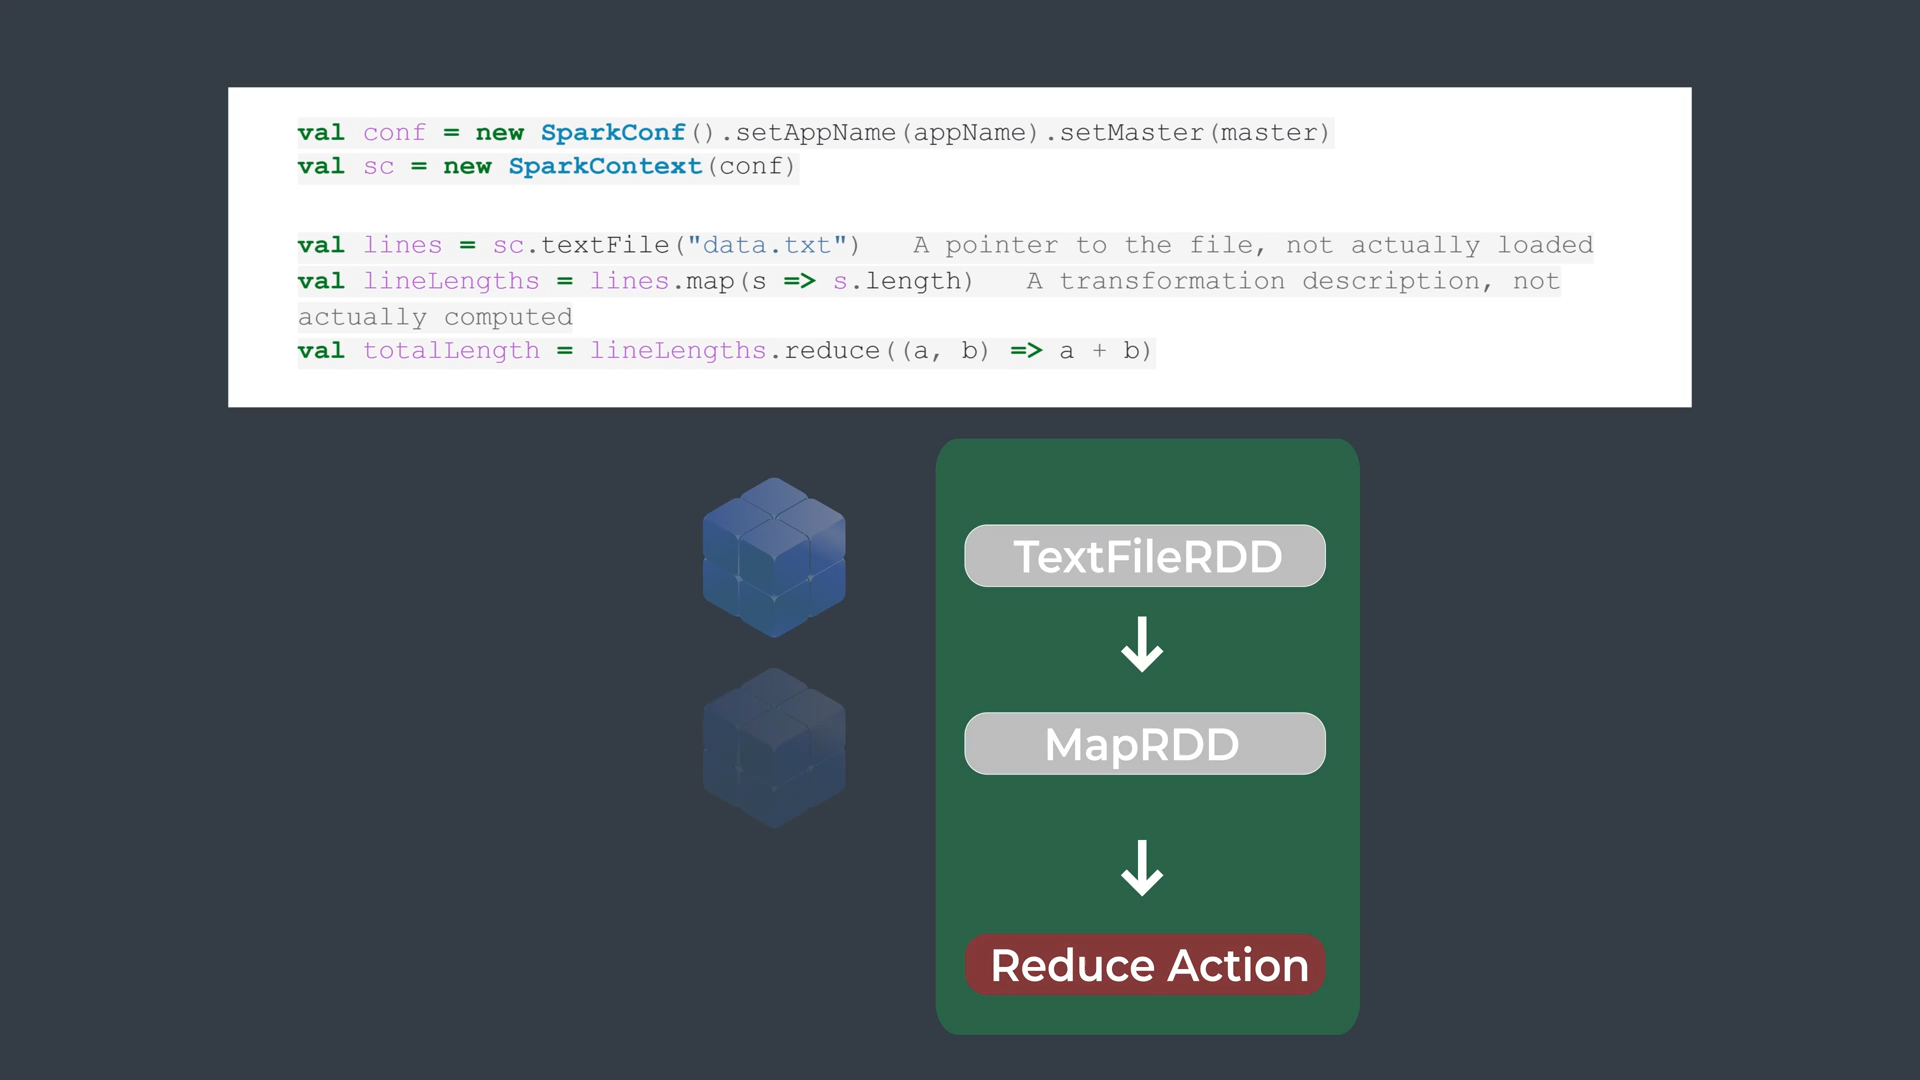 val conf = new SparkConf().setAppName(appName).setMaster(master)
val sc = new SparkContext(conf)
val lines = sc.textFile("data.txt")   A pointer to the file, not actually loaded
val lineLengths = lines.map(s => s.length)   A transformation description, not
actually computed
val totalLength = lineLengths.reduce((a, b) => a + b)
TextFileRDD
↓
MapRDD
↓
Reduce Action